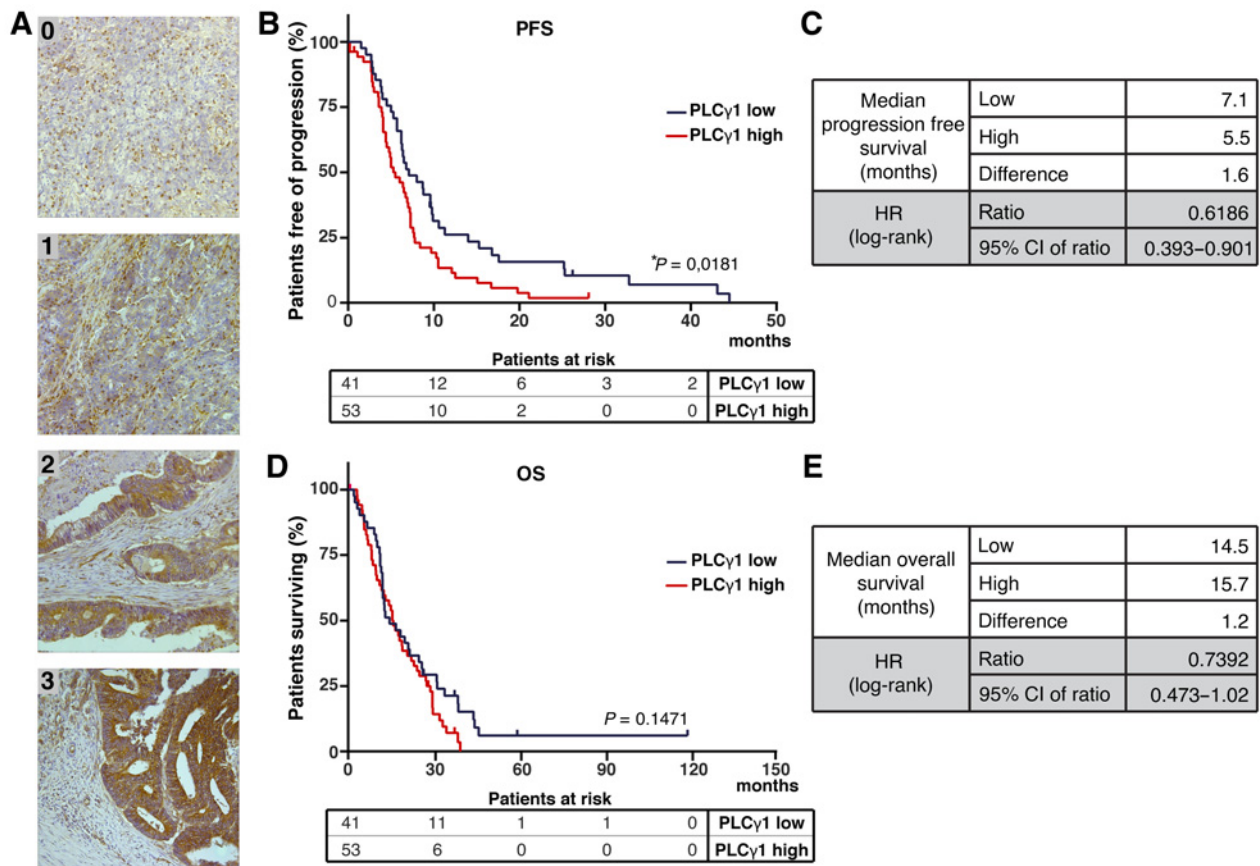 A
0
1
2
3
B
PFS
Patients free of progression (%)
100
75
50
25
0
PLCγ1 low
PLCγ1 high
*P = 0,0181
0 10 20 30 40 50
months
Patients at risk
41 12 6 3 2 PLCγ1 low
53 10 2 0 0 PLCγ1 high
C
Median
progression free
survival
(months)
Low 7.1
High 5.5
Difference 1.6
HR
(log-rank)
Ratio 0.6186
95% CI of ratio 0.393–0.901
D
OS
Patients surviving (%)
100
75
50
25
0
PLCγ1 low
PLCγ1 high
P = 0.1471
0 30 60 90 120 150
months
Patients at risk
41 11 1 1 0 PLCγ1 low
53 6 0 0 0 PLCγ1 high
E
Median overall
survival
(months)
Low 14.5
High 15.7
Difference 1.2
HR
(log-rank)
Ratio 0.7392
95% CI of ratio 0.473–1.02